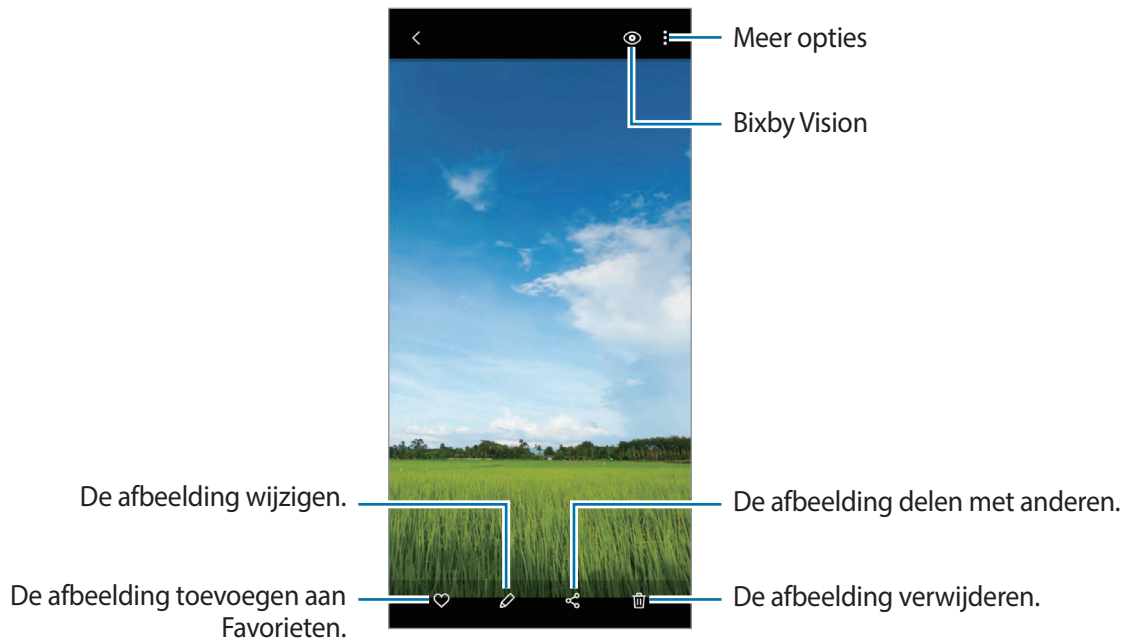 Meer opties
Bixby Vision
De afbeelding wijzigen.
De afbeelding delen met anderen.
De afbeelding toevoegen aan
Favorieten.
De afbeelding verwijderen.